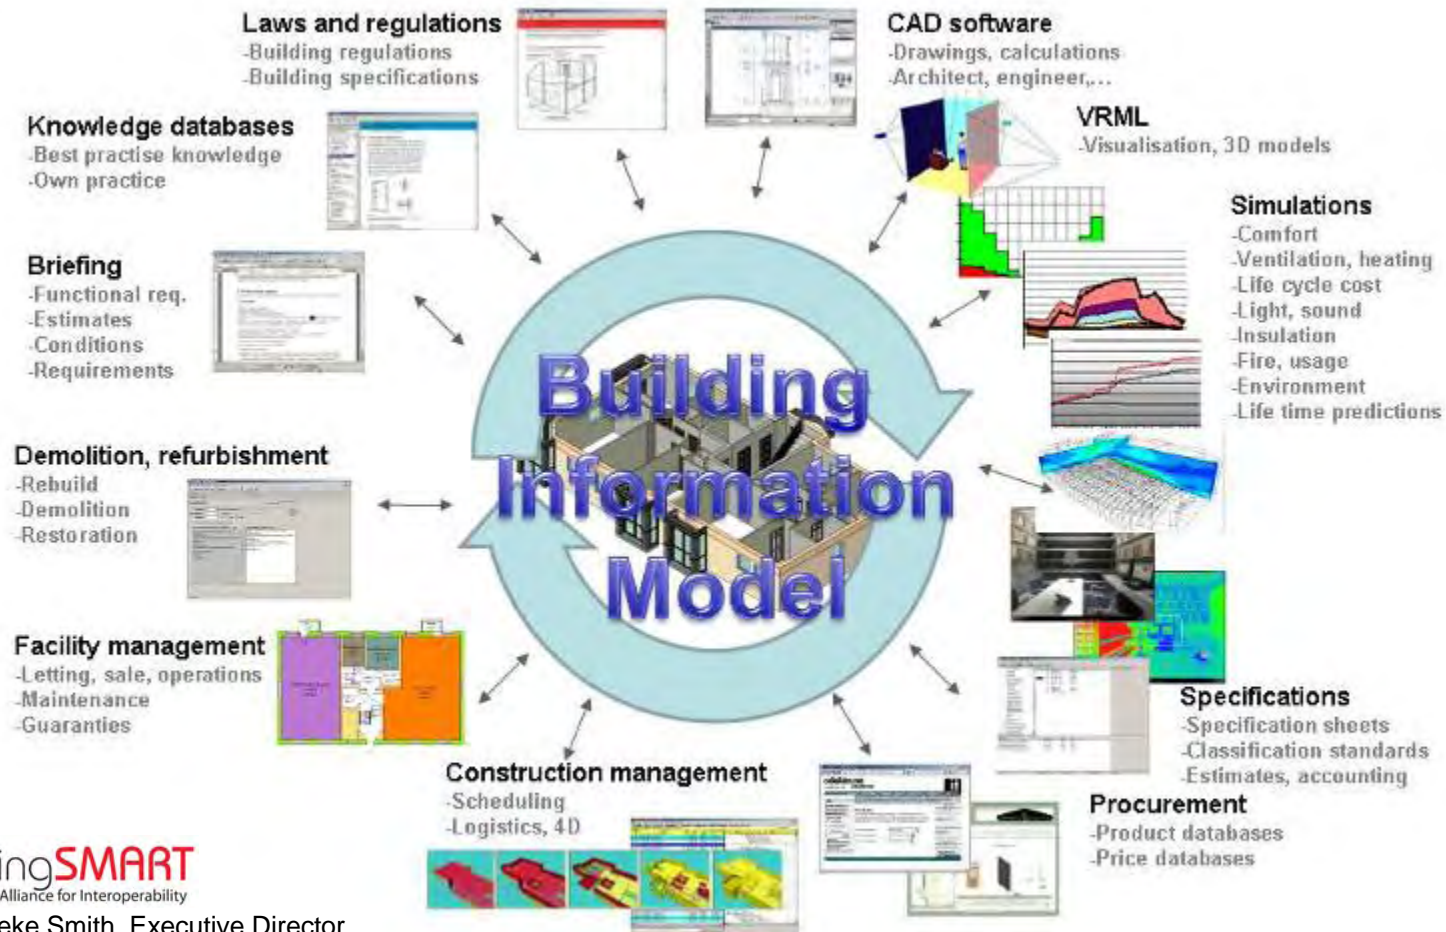 Laws and regulations
-Building regulations
-Building specifications
CAD software
-Drawings, calculations
-Architect, engineer,...
VRML
-Visualisation, 3D models
Knowledge databases
-Best practise knowledge
-Own practice
Simulations
-Comfort
-Ventilation, heating
-Life cycle cost
-Light, sound
-Insulation
-Fire, usage
-Environment
-Life time predictions
Briefing
-Functional req.
-Estimates
-Conditions
-Requirements
Building
Information
Model
Demolition, refurbishment
-Rebuild
-Demolition
-Restoration
Facility management
-Letting, sale, operations
-Maintenance
-Guaranties
Specifications
-Specification sheets
-Classification standards
-Estimates, accounting
Construction management
-Scheduling
-Logistics, 4D
Procurement
-Product databases
-Price databases
ingSMART
Alliance for Interoperability
eke Smith, Executive Director